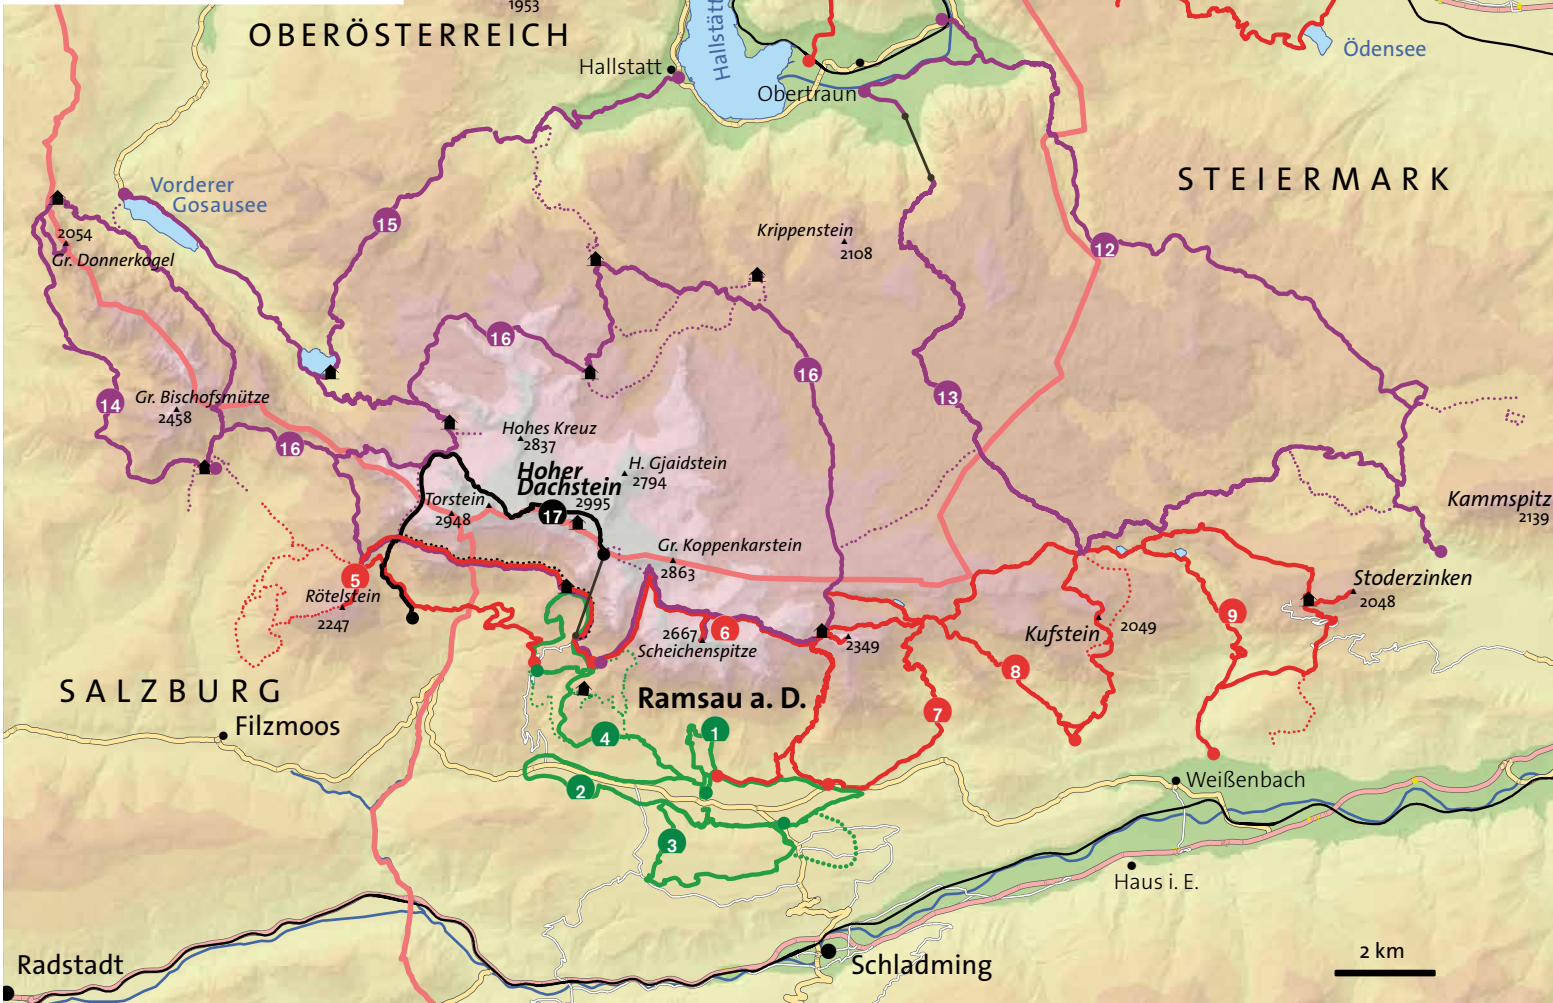 1953
OBERÖSTERREICH
Hallstatt
Hallstätt
Obertraun
Ödensee
STEIERMARK
Vorderer
Gosausee
2054
Gr. Donnerkogel
15
Krippenstein
2108
12
16
16
13
14
Gr. Bischofsmütze
2458
16
Hohes Kreuz
2837
Hoher
Dachstein
2995
H. Gjaidstein
2794
Torstein
2948
17
Kammspitz
2139
Gr. Koppenkarstein
2863
5
Rötelstein
2247
Stoderzinken
2048
9
Kufstein
2049
6
2667
Scheichenspitze
2349
8
SALZBURG
Filzmoos
Ramsau a. D.
7
4
1
2
3
Weißenbach
Haus i. E.
Radstadt
Schladming
2 km